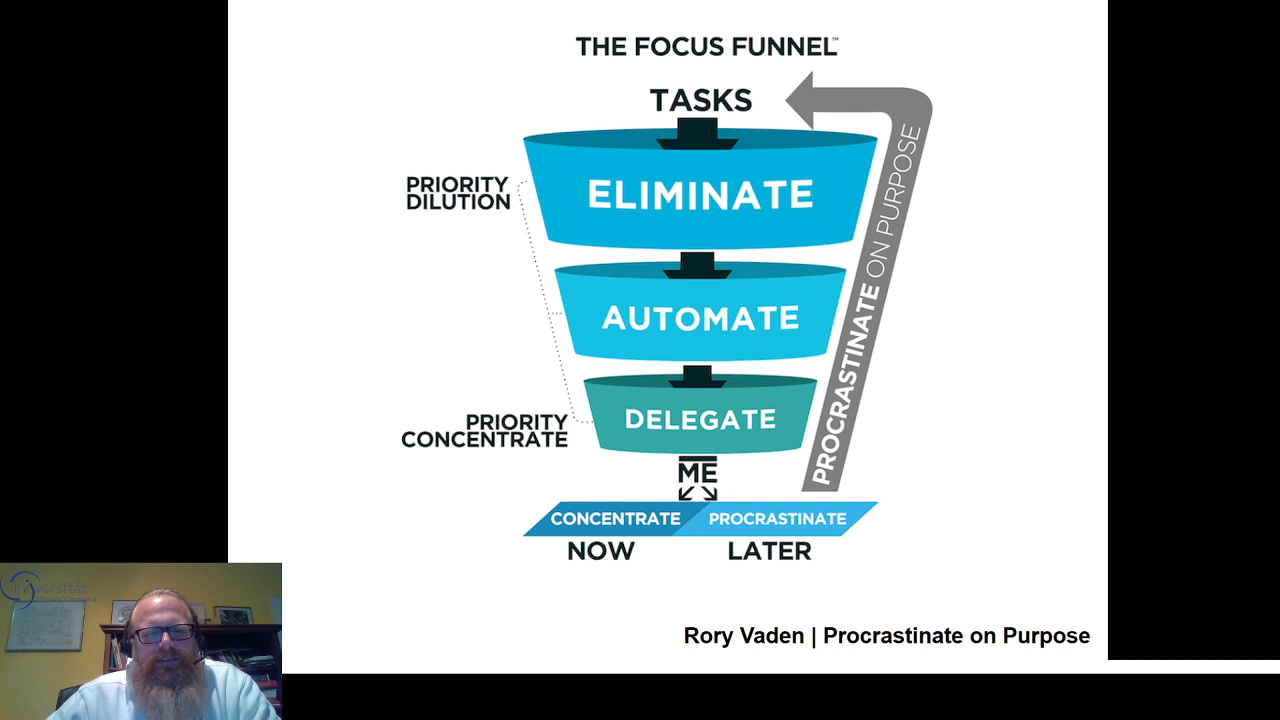 THE FOCUS FUNNEL™
TASKS
PRIORITY
DILUTION
ELIMINATE
AUTOMATE
PRIORITY
CONCENTRATE
DELEGATE
PROCRASTINATE ON PURPOSE
ME
CONCENTRATE PROCRASTINATE
NOW LATER
Rory Vaden | Procrastinate on Purpose
Universität